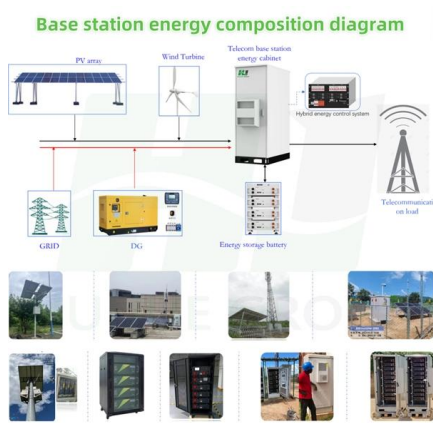 Base station energy composition diagram
PV array
Wind Turbine
Telecom base station
energy cabinet
Hybrid energy control system
GRID
DG
Energy storage battery
Telecommunicati
on load